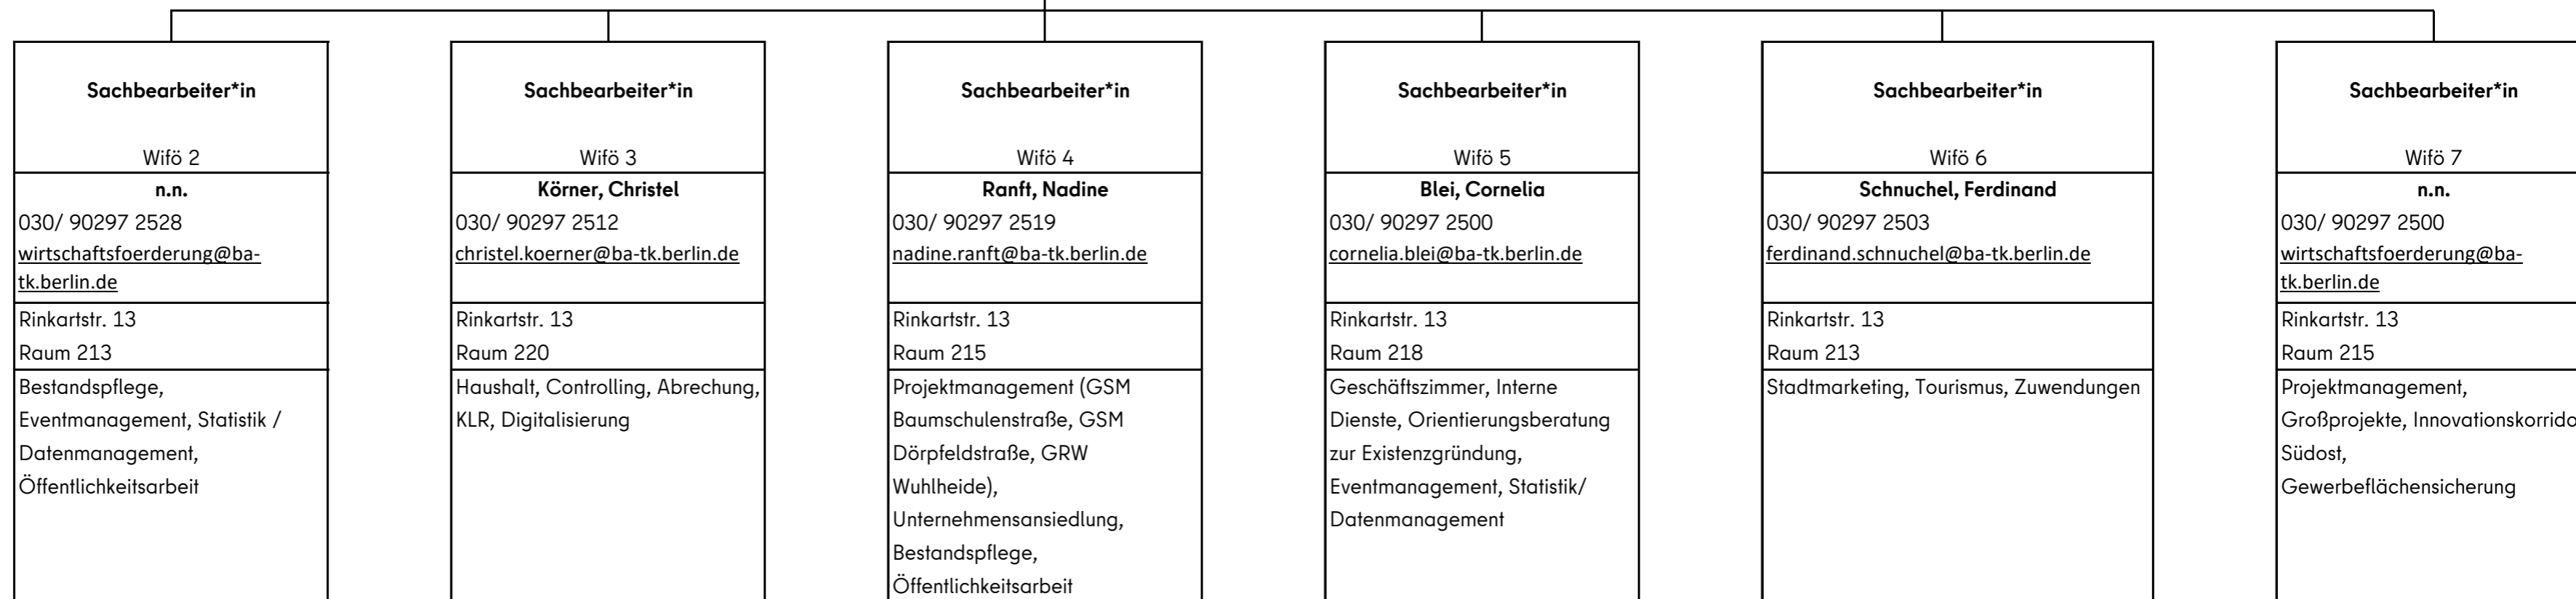 Sachbearbeiter*in
Wifö 2
n.n.
030/ 90297 2528
wirtschaftsfoerderung@ba-
tk.berlin.de
Rinkartstr. 13
Raum 213
Bestandspflege,
Eventmanagement, Statistik /
Datenmanagement,
Öffentlichkeitsarbeit
Sachbearbeiter*in
Wifö 3
Körner, Christel
030/ 90297 2512
christel.koerner@ba-tk.berlin.de
Rinkartstr. 13
Raum 220
Haushalt, Controlling, Abrechung,
KLR, Digitalisierung
Sachbearbeiter*in
Wifö 4
Ranft, Nadine
030/ 90297 2519
nadine.ranft@ba-tk.berlin.de
Rinkartstr. 13
Raum 215
Projektmanagement (GSM
Baumschulenstraße, GSM
Dörpfeldstraße, GRW
Wuhlheide),
Unternehmensansiedlung,
Bestandspflege,
Öffentlichkeitsarbeit
Sachbearbeiter*in
Wifö 5
Blei, Cornelia
030/ 90297 2500
cornelia.blei@ba-tk.berlin.de
Rinkartstr. 13
Raum 218
Geschäftszimmer, Interne
Dienste, Orientierungsberatung
zur Existenzgründung,
Eventmanagement, Statistik/
Datenmanagement
Sachbearbeiter*in
Wifö 6
Schnuchel, Ferdinand
030/ 90297 2503
ferdinand.schnuchel@ba-tk.berlin.de
Rinkartstr. 13
Raum 213
Stadtmarketing, Tourismus, Zuwendungen
Sachbearbeiter*in
Wifö 7
n.n.
030/ 90297 2500
wirtschaftsfoerderung@ba-
tk.berlin.de
Rinkartstr. 13
Raum 215
Projektmanagement,
Großprojekte, Innovationskorrido
Südost,
Gewerbeflächensicherung